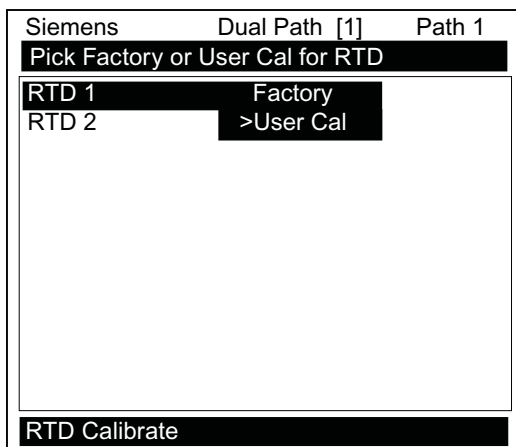 Siemens Dual Path [1] Path 1
Pick Factory or User Cal for RTD
RTD 1 Factory
RTD 2 >User Cal
RTD Calibrate